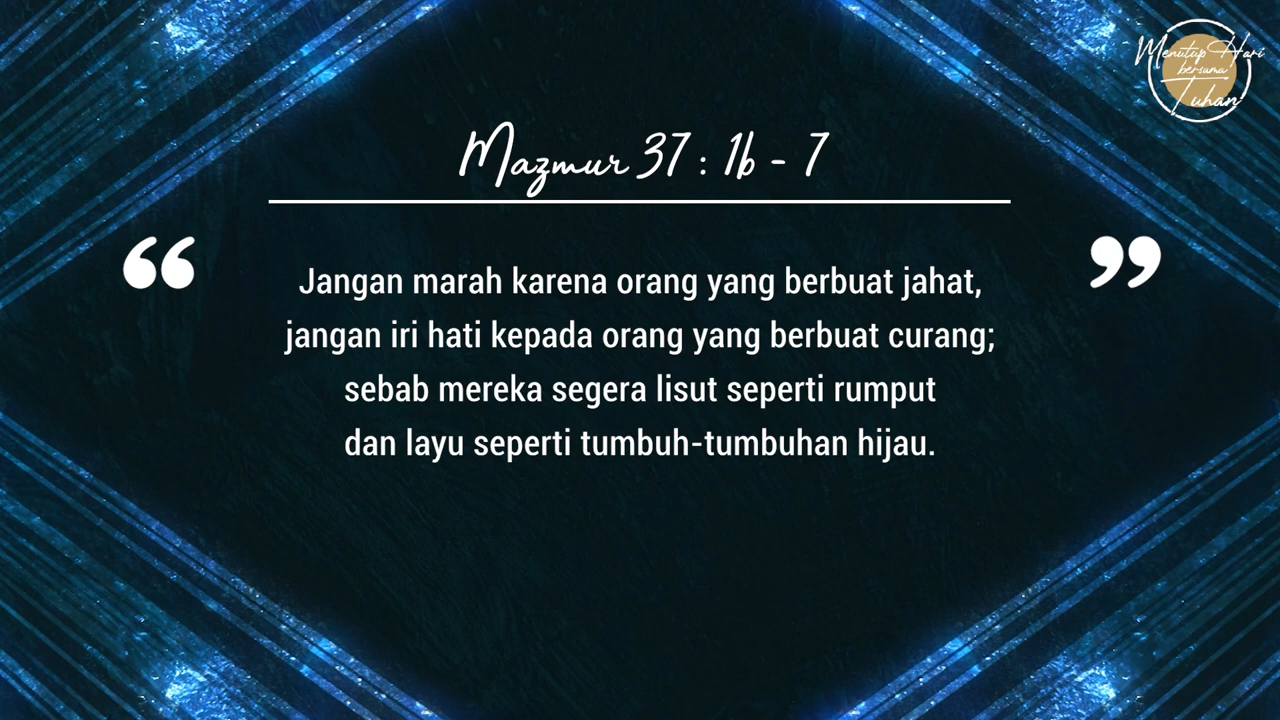 Menutup Hari
bersama
Tuhan
Mazmur 37 : 1b - 7
“ ”
Jangan marah karena orang yang berbuat jahat,
jangan iri hati kepada orang yang berbuat curang;
sebab mereka segera lisut seperti rumput
dan layu seperti tumbuh-tumbuhan hijau.